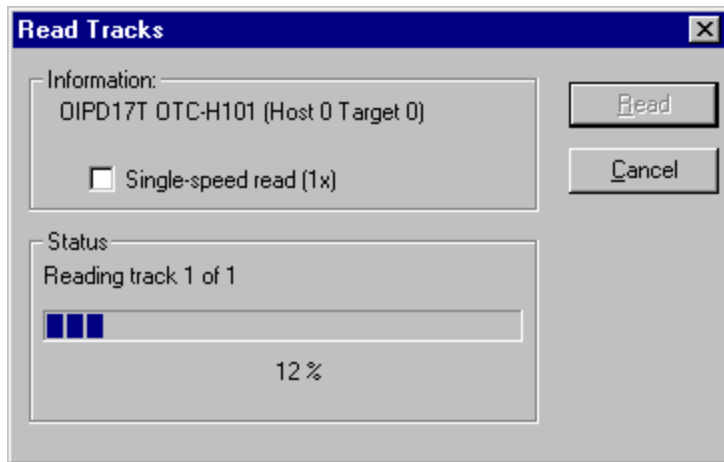 Read Tracks
Information:
OIPD17T OTC-H101 (Host 0 Target 0)
Single-speed read (1x)
Read
Cancel
Status
Reading track 1 of 1
12 %